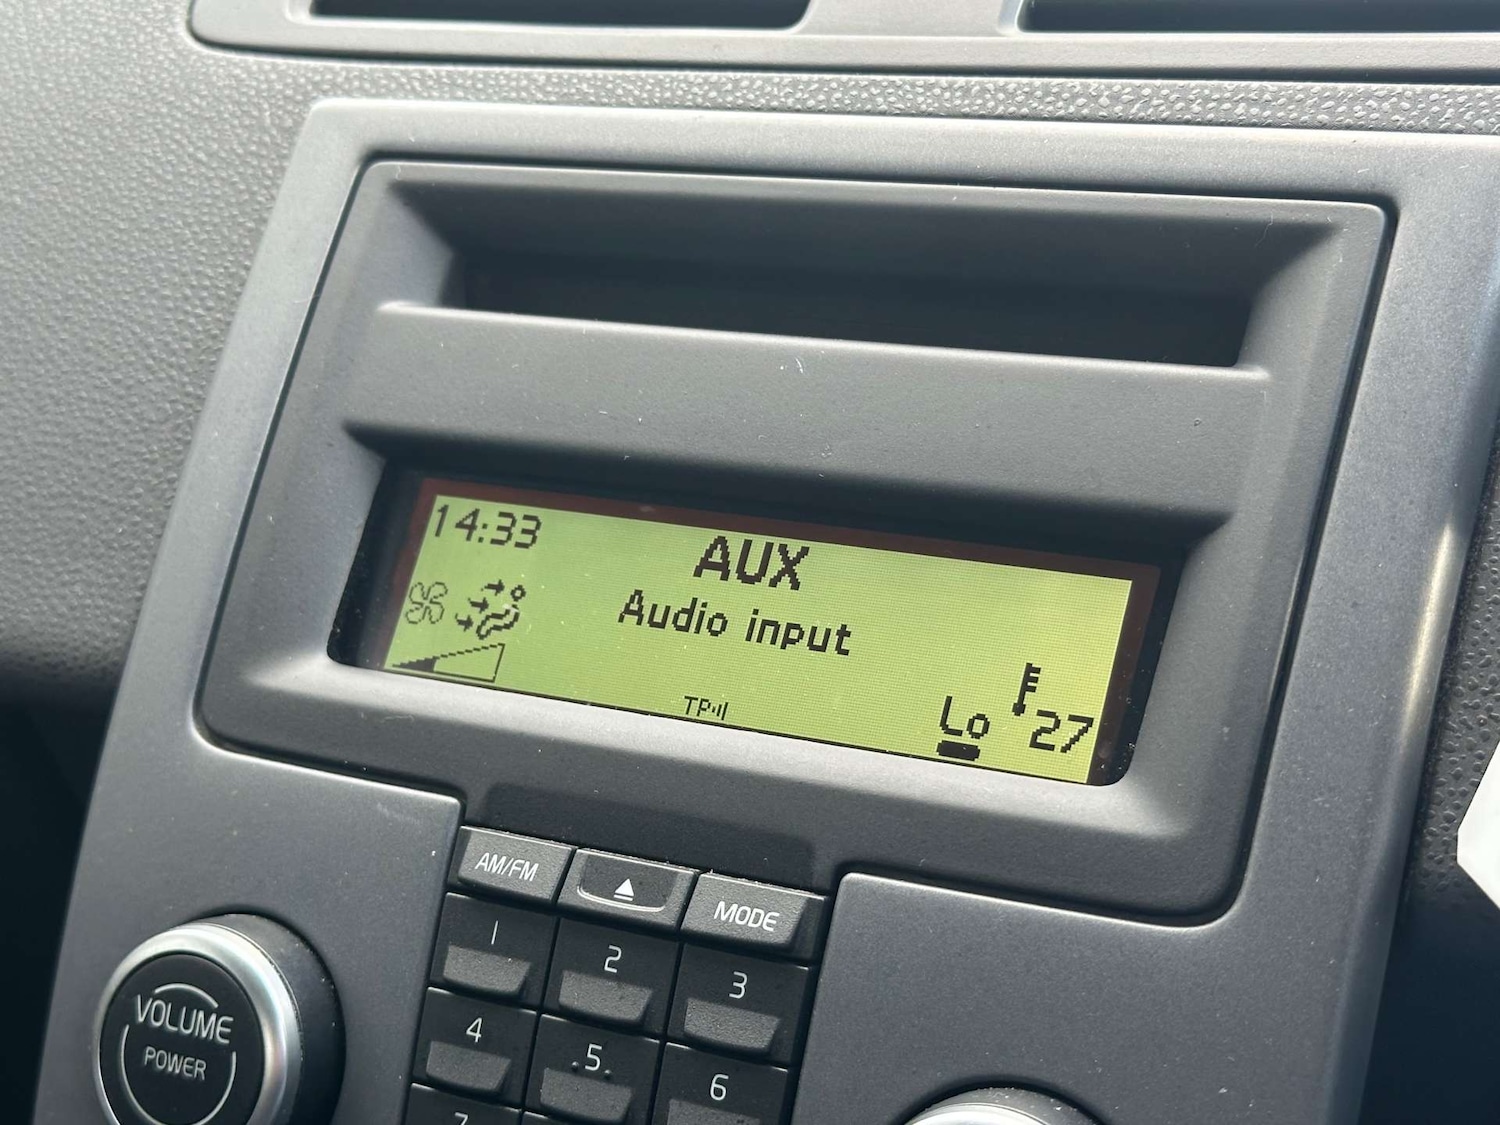 14:33
AUX
Audio input
TP
Lo
27
AM/FM
MODE
1
2
3
4
5
6
7
VOLUME
POWER